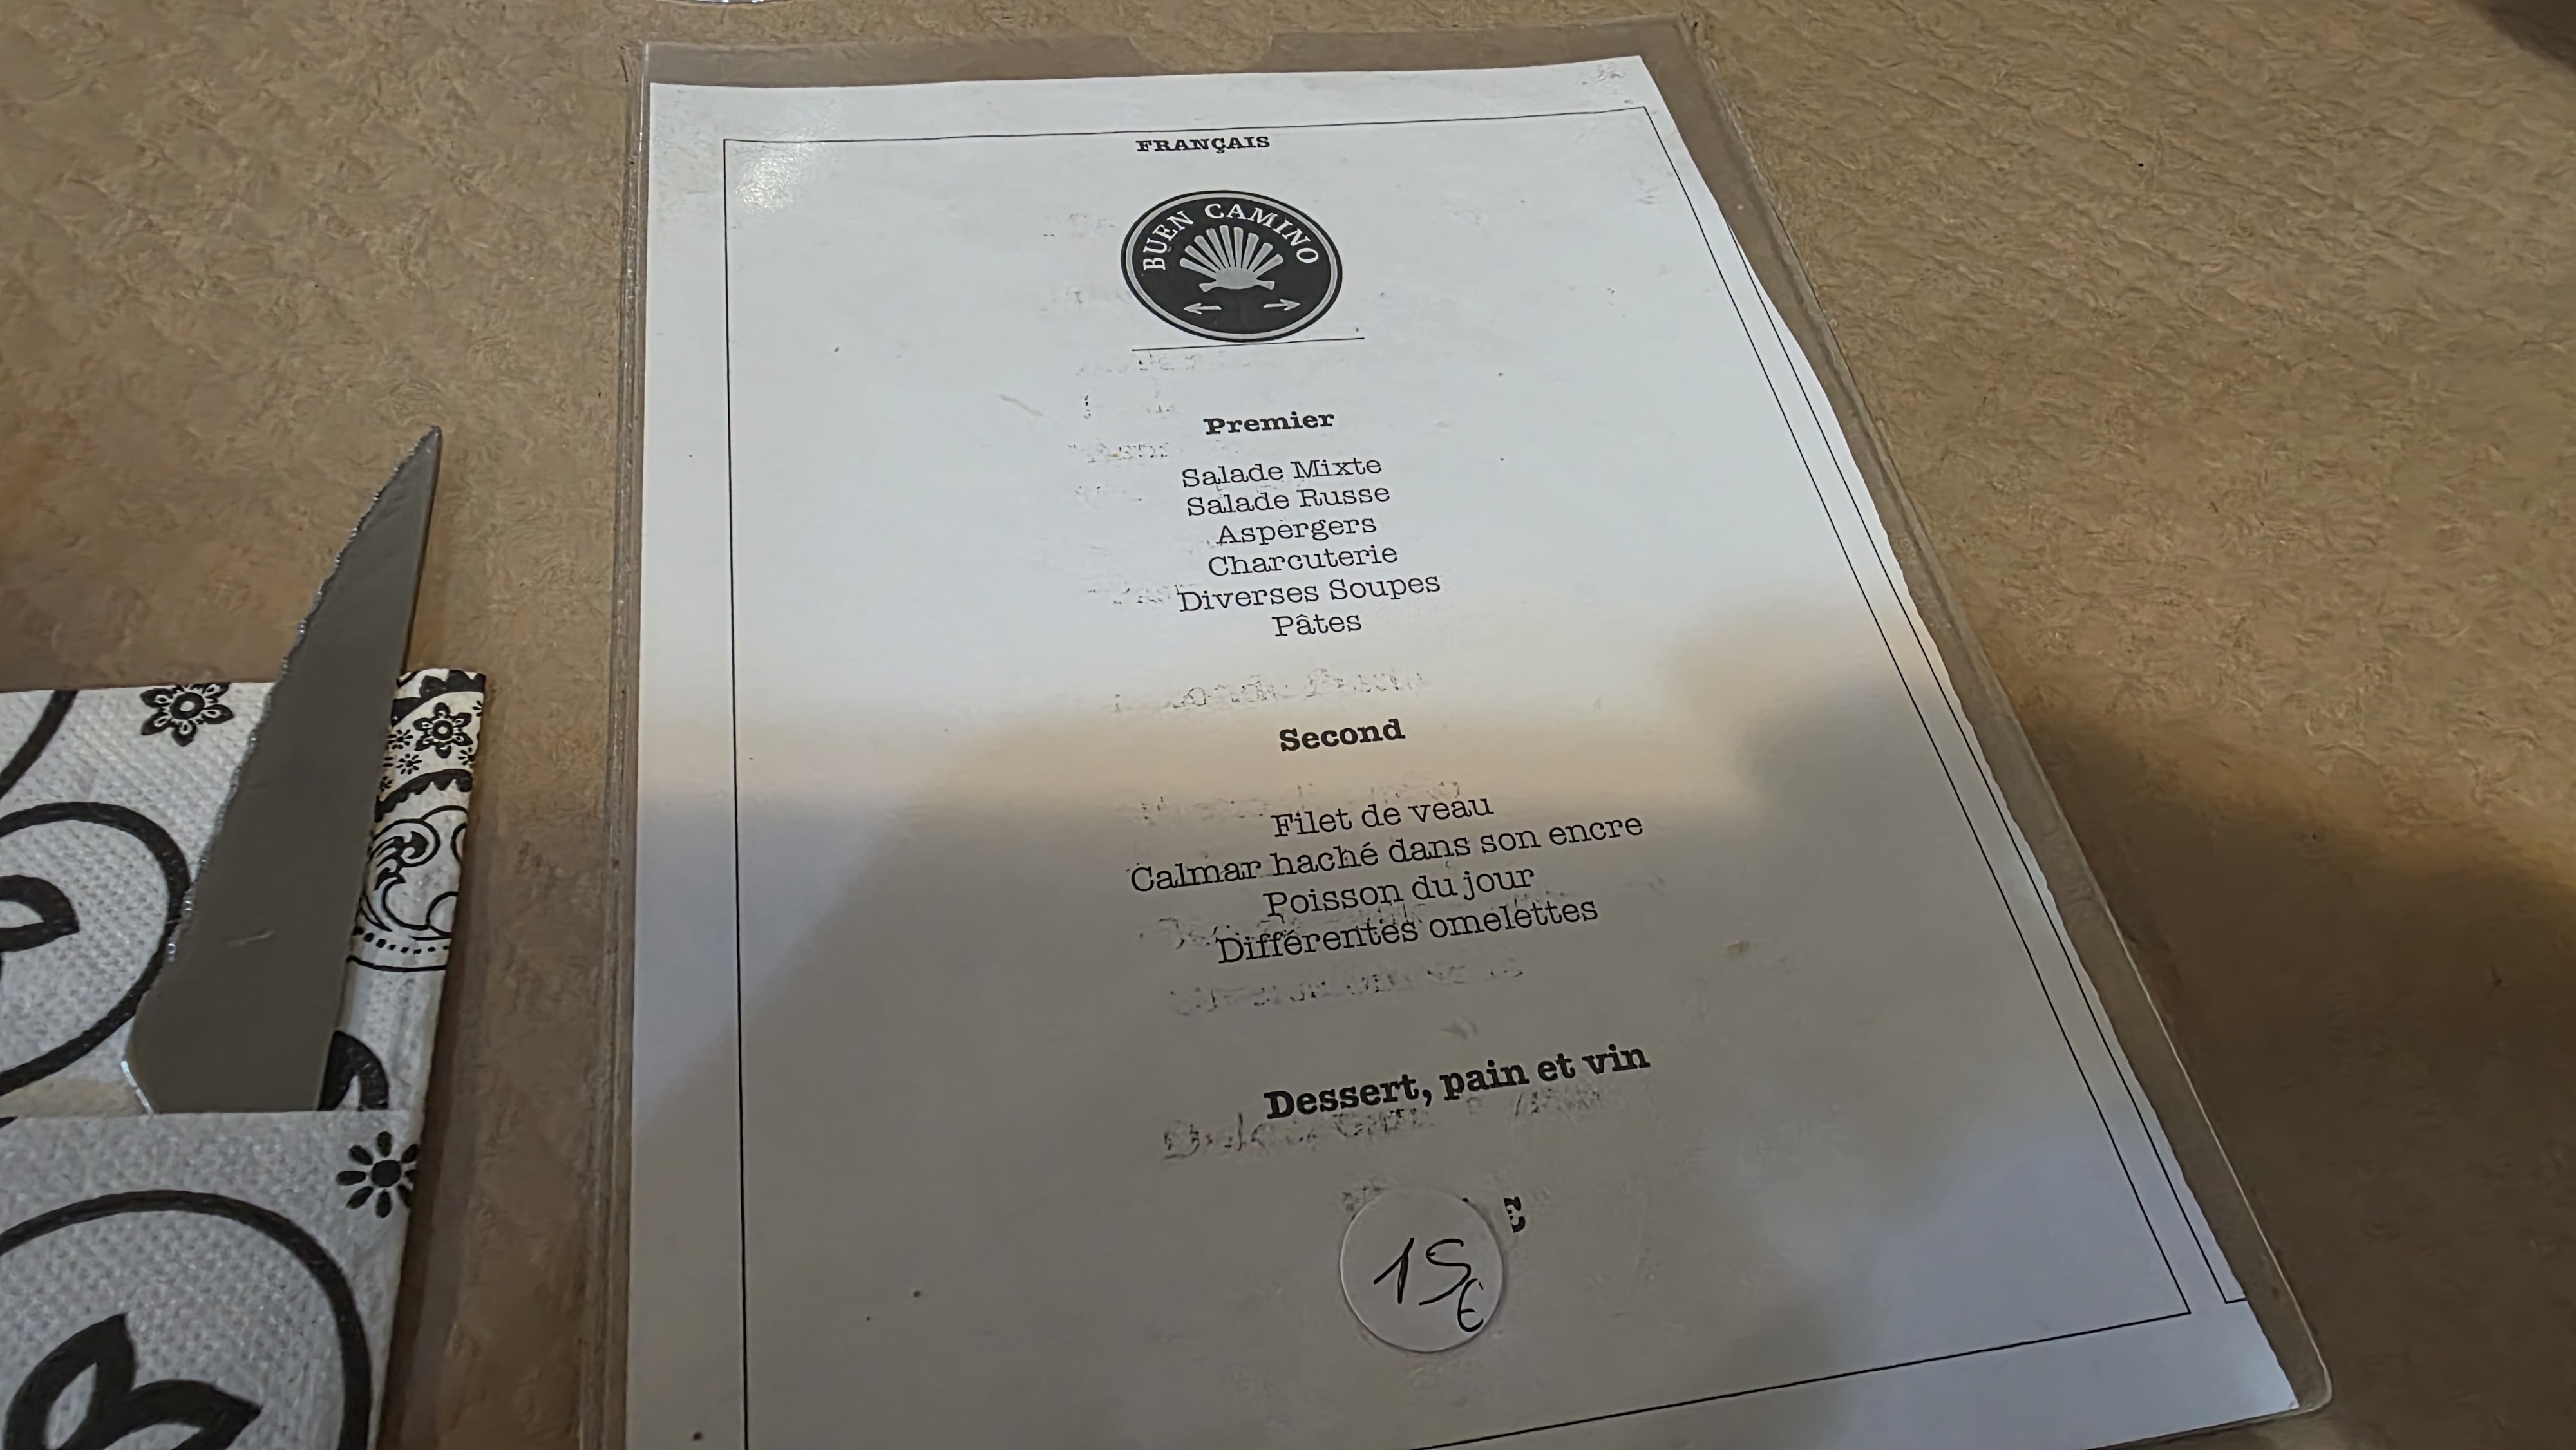 FRANÇAIS
BUEN CAMINO
Premier
Salade Mixte
Salade Russe
Aspergers
Charcuterie
Diverses Soupes
Pâtes
Second
Filet de veau
Calmar haché dans son encre
Poisson du jour
Différentes omelettes
Dessert, pain et vin
15€